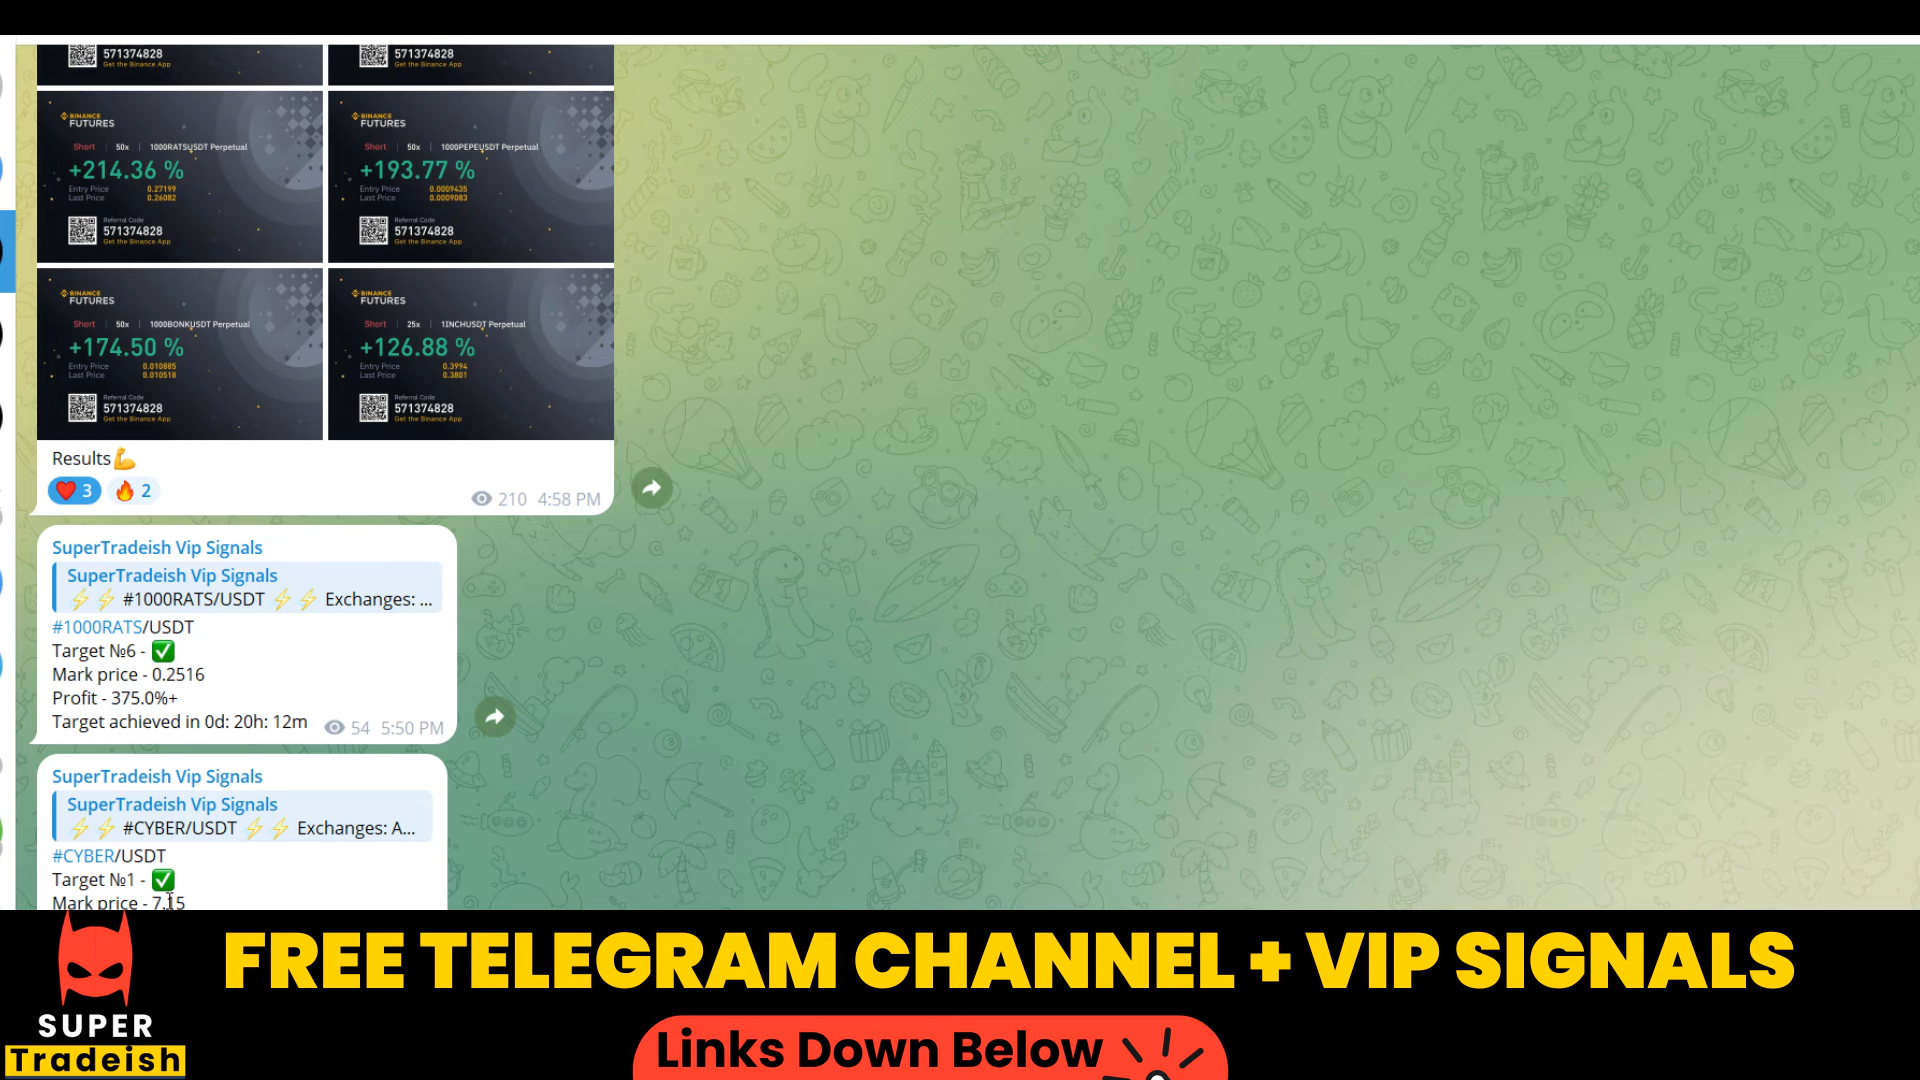 571374828
Get the Binance App
571374828
Get the Binance App
BINANCE
FUTURES
Short | 50x | 1000RATSUSDT Perpetual
+214.36 %
Entry Price 0.27199
Last Price 0.26082
Referral Code
571374828
Get the Binance App
BINANCE
FUTURES
Short | 50x | 1000PEPEUSDT Perpetual
+193.77 %
Entry Price 0.0009435
Last Price 0.0009083
Referral Code
571374828
Get the Binance App
BINANCE
FUTURES
Short | 50x | 1000BONKUSDT Perpetual
+174.50 %
Entry Price 0.010885
Last Price 0.010518
Referral Code
571374828
Get the Binance App
BINANCE
FUTURES
Short | 25x | 1INCHUSDT Perpetual
+126.88 %
Entry Price 0.3994
Last Price 0.3801
Referral Code
571374828
Get the Binance App
Results💪
❤️ 3 🔥 2
210 4:58 PM
SuperTradeish Vip Signals
SuperTradeish Vip Signals
⚡⚡ #1000RATS/USDT ⚡⚡ Exchanges: ...
#1000RATS/USDT
Target №6 - ✅
Mark price - 0.2516
Profit - 375.0%+
Target achieved in 0d: 20h: 12m
54 5:50 PM
SuperTradeish Vip Signals
SuperTradeish Vip Signals
⚡⚡ #CYBER/USDT ⚡⚡ Exchanges: A...
#CYBER/USDT
Target №1 - ✅
Mark price - 7.15
FREE TELEGRAM CHANNEL + VIP SIGNALS
SUPER
Tradeish
Links Down Below